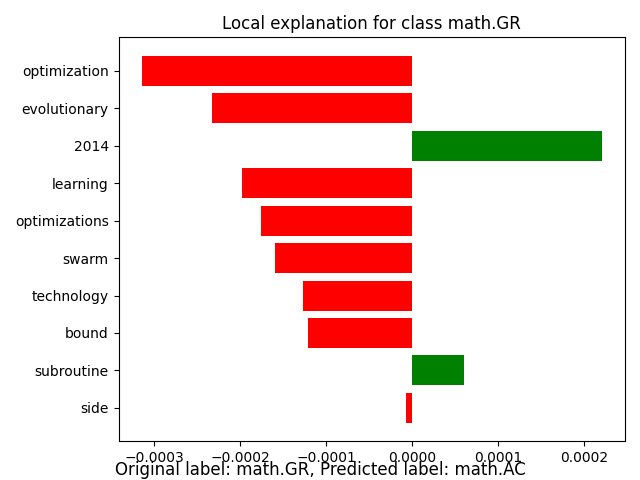 Local explanation for class math.GR
optimization
evolutionary
2014
learning
optimizations
swarm
technology
bound
subroutine
side
−0.0003 −0.0002 −0.0001 0.0000 0.0001 0.0002
Original label: math.GR, Predicted label: math.AC